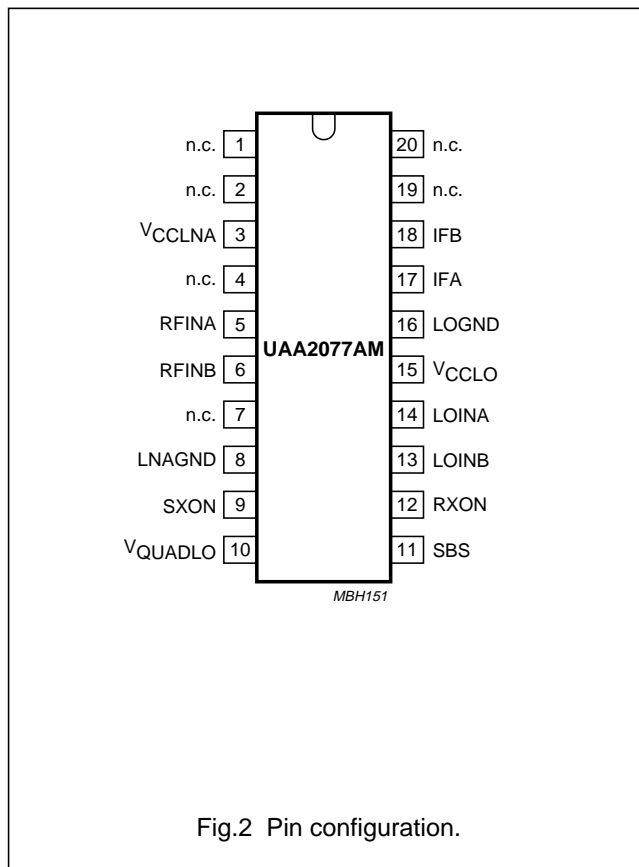 n.c. 1 20 n.c.
n.c. 2 19 n.c.
VCCLNA 3 18 IFB
n.c. 4 17 IFA
RFINA 5 16 LOGND
UAA2077AM
RFINB 6 15 VCCLO
n.c. 7 14 LOINA
LNAGND 8 13 LOINB
SXON 9 12 RXON
VQUADLO 10 11 SBS
MBH151
Fig.2 Pin configuration.